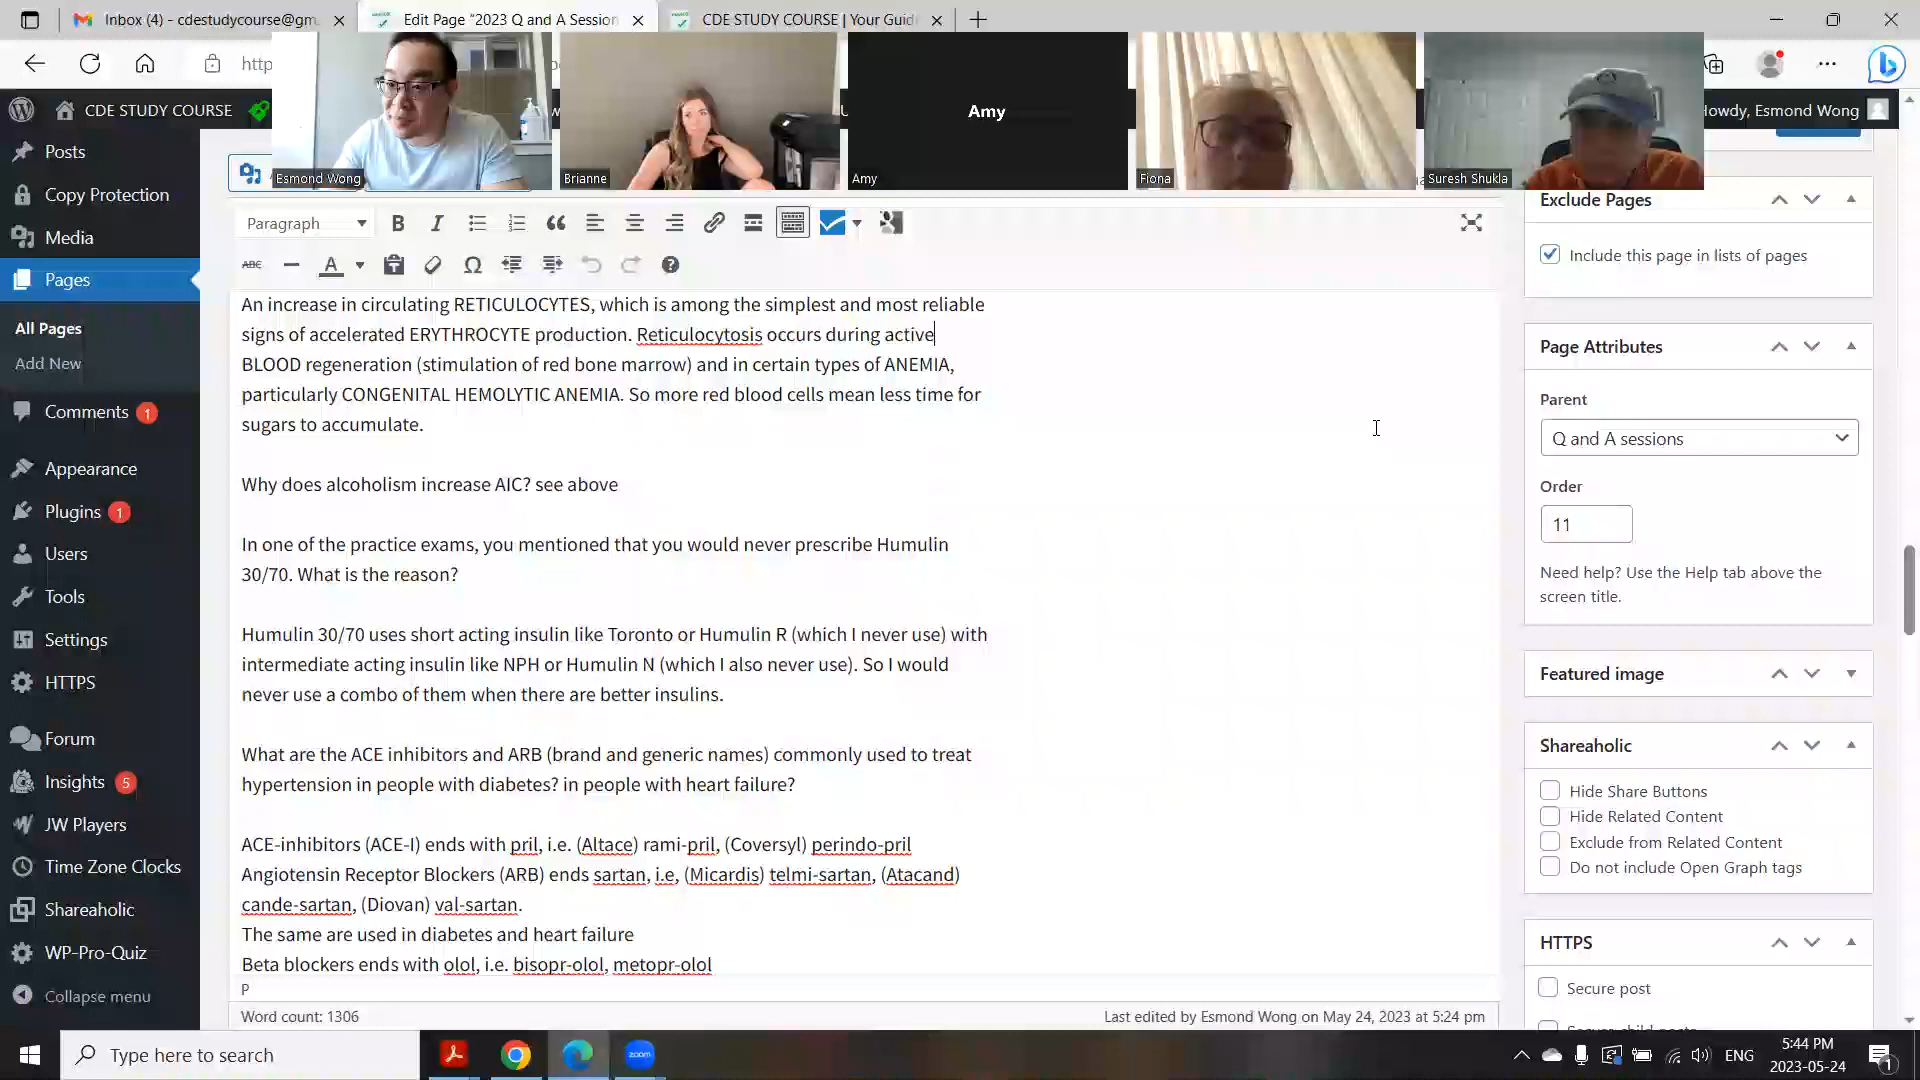 Inbox (4) - cdestudycourse@gm
Edit Page "2023 Q and A Session
CDE STUDY COURSE | Your Guid
CDE STUDY COURSE
Howdy, Esmond Wong
Esmond Wong
Brianne
Amy
Amy
Fiona
Suresh Shukla
Posts
Copy Protection
Media
Pages
All Pages
Add New
Comments 1
Appearance
Plugins 1
Users
Tools
Settings
HTTPS
Forum
Insights 5
JW Players
Time Zone Clocks
Shareaholic
WP-Pro-Quiz
Collapse menu
Paragraph
An increase in circulating RETICULOCYTES, which is among the simplest and most reliable
signs of accelerated ERYTHROCYTE production. Reticulocytosis occurs during active
BLOOD regeneration (stimulation of red bone marrow) and in certain types of ANEMIA,
particularly CONGENITAL HEMOLYTIC ANEMIA. So more red blood cells mean less time for
sugars to accumulate.
Why does alcoholism increase AIC? see above
In one of the practice exams, you mentioned that you would never prescribe Humulin
30/70. What is the reason?
Humulin 30/70 uses short acting insulin like Toronto or Humulin R (which I never use) with
intermediate acting insulin like NPH or Humulin N (which I also never use). So I would
never use a combo of them when there are better insulins.
What are the ACE inhibitors and ARB (brand and generic names) commonly used to treat
hypertension in people with diabetes? in people with heart failure?
ACE-inhibitors (ACE-I) ends with pril, i.e. (Altace) rami-pril, (Coversyl) perindo-pril
Angiotensin Receptor Blockers (ARB) ends sartan, i.e, (Micardis) telmi-sartan, (Atacand)
cande-sartan, (Diovan) val-sartan.
The same are used in diabetes and heart failure
Beta blockers ends with olol, i.e. bisopr-olol, metopr-olol
P
Word count: 1306
Last edited by Esmond Wong on May 24, 2023 at 5:24 pm
Exclude Pages
Include this page in lists of pages
Page Attributes
Parent
Q and A sessions
Order
11
Need help? Use the Help tab above the
screen title.
Featured image
Shareaholic
Hide Share Buttons
Hide Related Content
Exclude from Related Content
Do not include Open Graph tags
HTTPS
Secure post
Type here to search
zoom
ENG
5:44 PM
2023-05-24
1